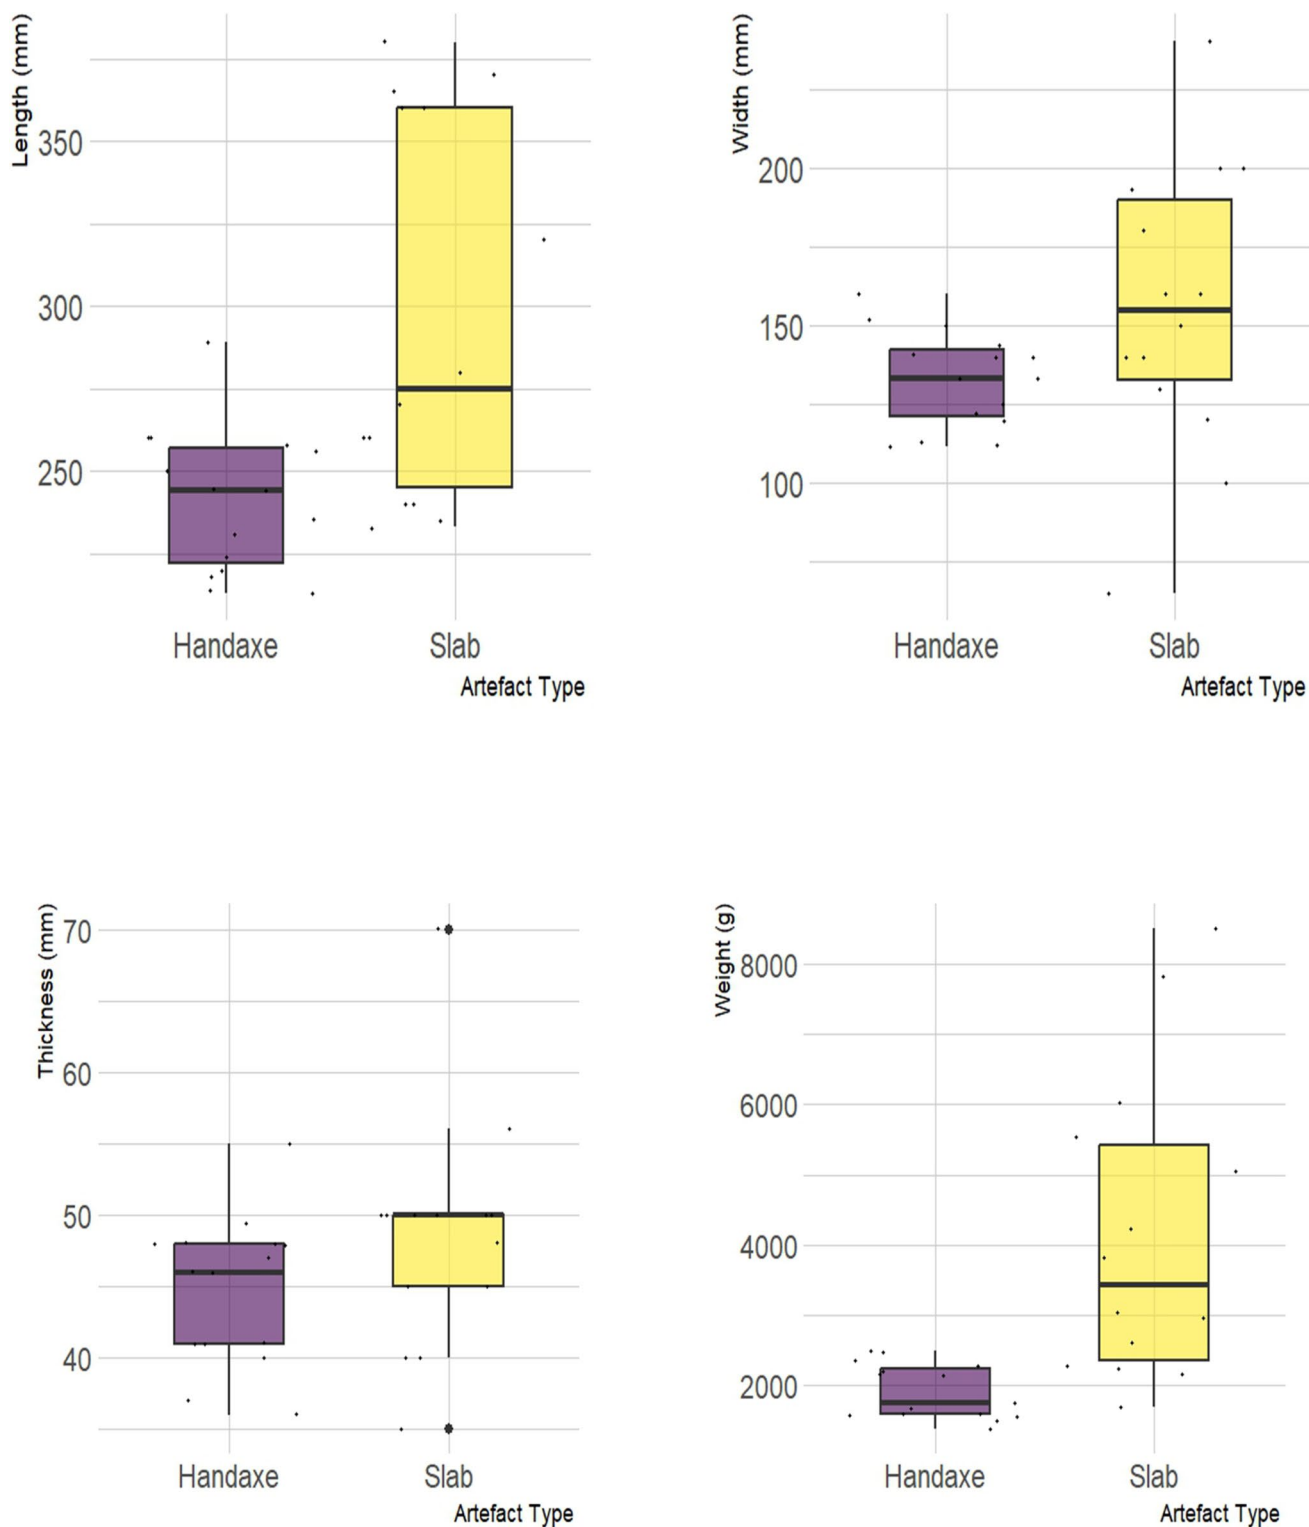 Length (mm)
350
300
250
Handaxe Slab
Artefact Type
Width (mm)
200
150
100
Handaxe Slab
Artefact Type
Thickness (mm)
70
60
50
40
Handaxe Slab
Artefact Type
Weight (g)
8000
6000
4000
2000
Handaxe Slab
Artefact Type